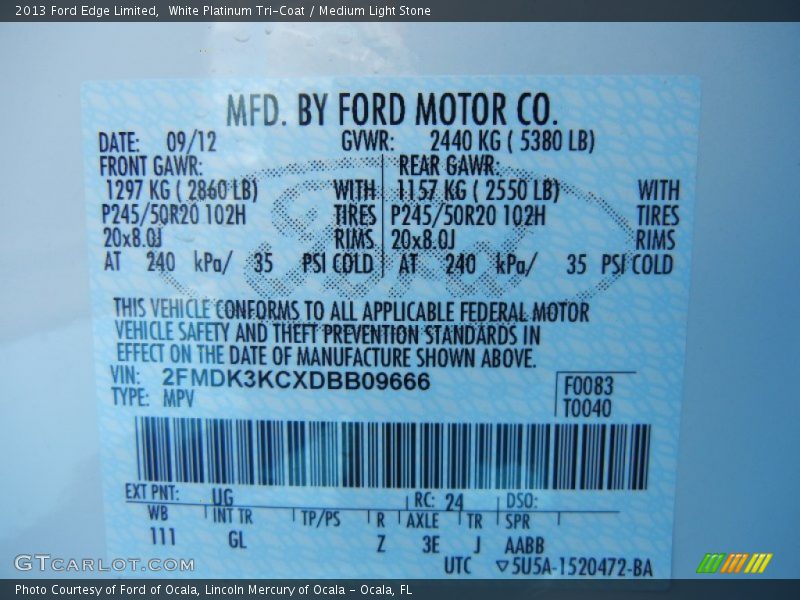 2013 Ford Edge Limited,  White Platinum Tri-Coat / Medium Light Stone
MFD. BY FORD MOTOR CO.
DATE: 09/12 GVWR: 2440 KG ( 5380 LB)
FRONT GAWR: REAR GAWR:
1297 KG ( 2860 LB) WITH 1157 KG ( 2550 LB) WITH
P245/50R20 102H TIRES P245/50R20 102H TIRES
20x8.0J RIMS 20x8.0J RIMS
AT 240 kPa/ 35 PSI COLD AT 240 kPa/ 35 PSI COLD
THIS VEHICLE CONFORMS TO ALL APPLICABLE FEDERAL MOTOR
VEHICLE SAFETY AND THEFT PREVENTION STANDARDS IN
EFFECT ON THE DATE OF MANUFACTURE SHOWN ABOVE.
VIN: 2FMDK3KCXDBB09666
TYPE: MPV
F0083
T0040
EXT PNT: UG RC: 24 DSO:
WB INT TR TP/PS R AXLE TR SPR
111 GL Z 3E J AABB
UTC ▽5U5A-1520472-BA
GTCARLOT.COM
Photo Courtesy of Ford of Ocala, Lincoln Mercury of Ocala - Ocala, FL